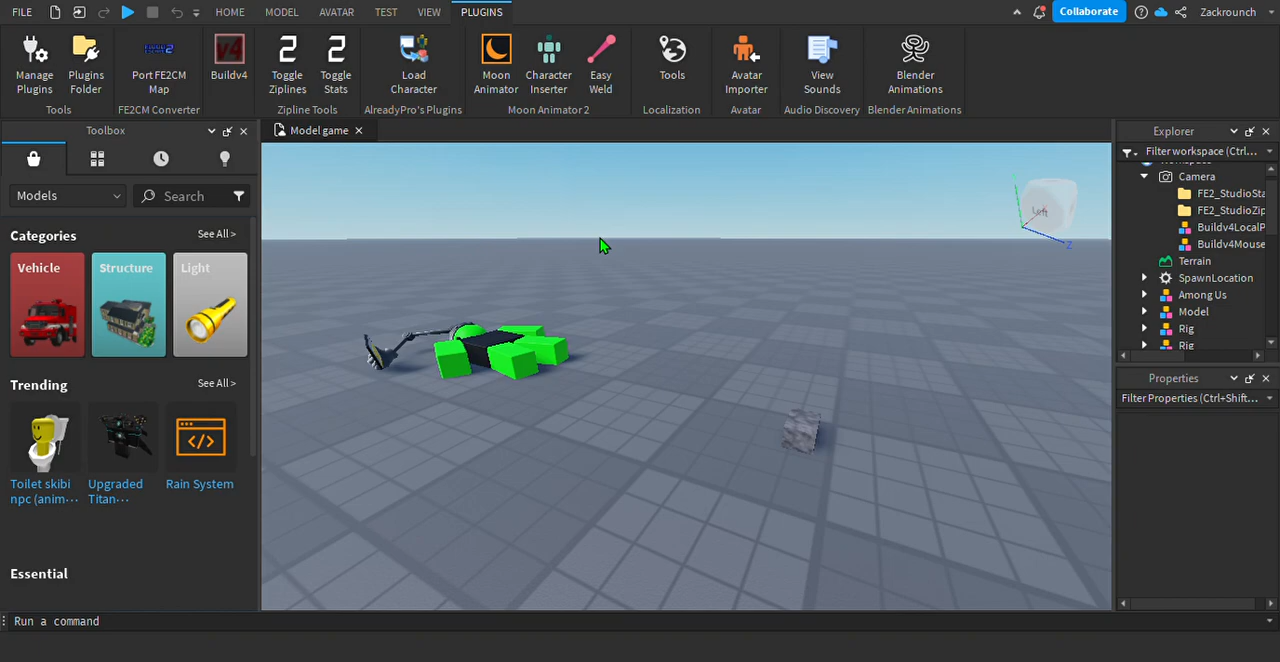 FILE HOME MODEL AVATAR TEST VIEW PLUGINS Collaborate Zackrounch
Manage Plugins
Plugins Folder
Tools
FE2CM
Port FE2CM Map
FE2CM Converter
v4
Buildv4
Toggle Ziplines
Toggle Stats
Zipline Tools
Load Character
AlreadyPro's Plugins
Moon Animator
Character Inserter
Easy Weld
Moon Animator 2
Tools
Localization
Avatar Importer
Avatar
View Sounds
Audio Discovery
Blender Animations
Blender Animations
Toolbox
Models
Search
Categories See All >
Vehicle
Structure
Light
Trending See All >
Toilet skibi npc (anim···
Upgraded Titan···
Rain System
Essential
Model game
Left
Z
Explorer
Filter workspace (Ctrl...
Workspace
Camera
FE2_StudioSta
FE2_StudioZip
Buildv4LocalP
Buildv4Mouse
Terrain
SpawnLocation
Among Us
Model
Rig
Rig
Properties
Filter Properties (Ctrl+Shift...
Run a command